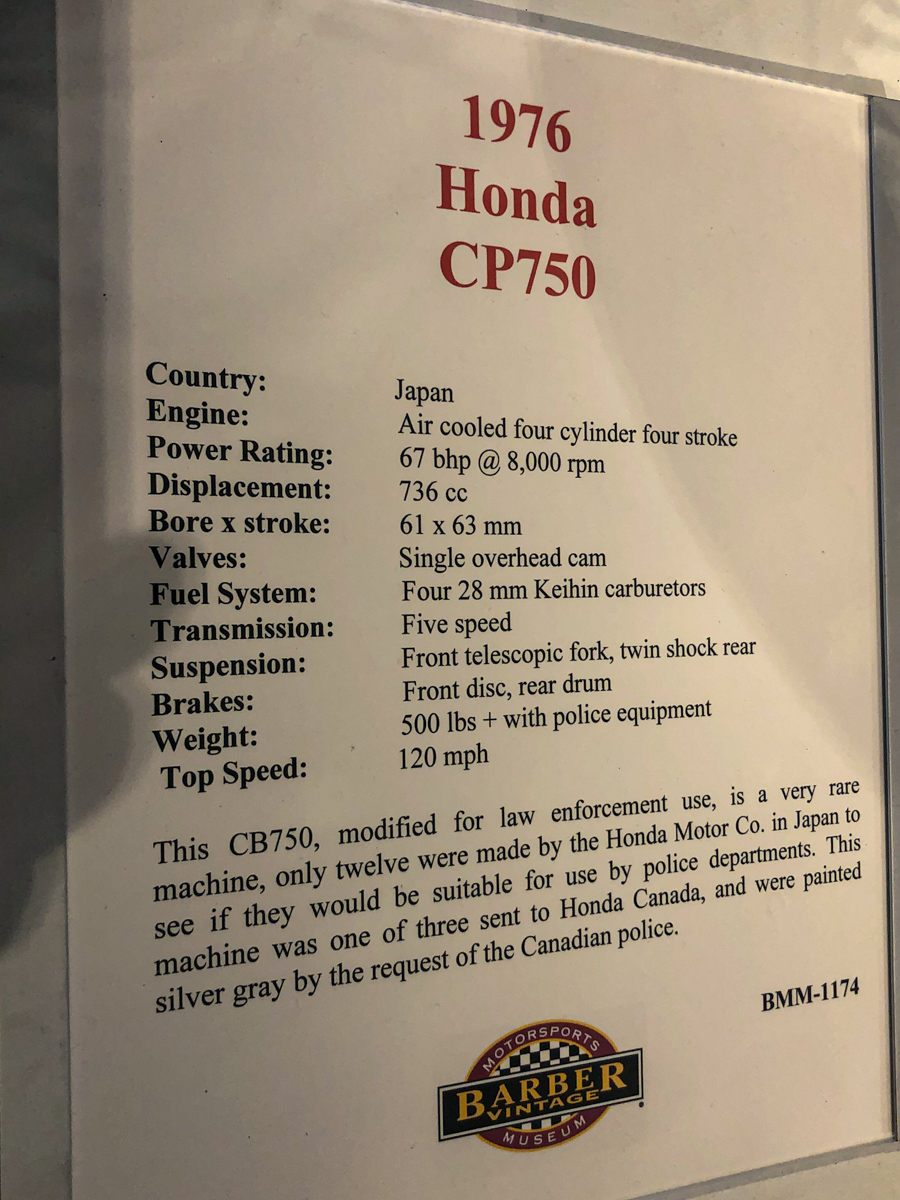 1976
Honda
CP750
Country: Japan
Engine: Air cooled four cylinder four stroke
Power Rating: 67 bhp @ 8,000 rpm
Displacement: 736 cc
Bore x stroke: 61 x 63 mm
Valves: Single overhead cam
Fuel System: Four 28 mm Keihin carburetors
Transmission: Five speed
Suspension: Front telescopic fork, twin shock rear
Brakes: Front disc, rear drum
Weight: 500 lbs + with police equipment
Top Speed: 120 mph
This CB750, modified for law enforcement use, is a very rare
machine, only twelve were made by the Honda Motor Co. in Japan to
see if they would be suitable for use by police departments. This
machine was one of three sent to Honda Canada, and were painted
silver gray by the request of the Canadian police.
BMM-1174
MOTORSPORTS
BARBER
VINTAGE
MUSEUM